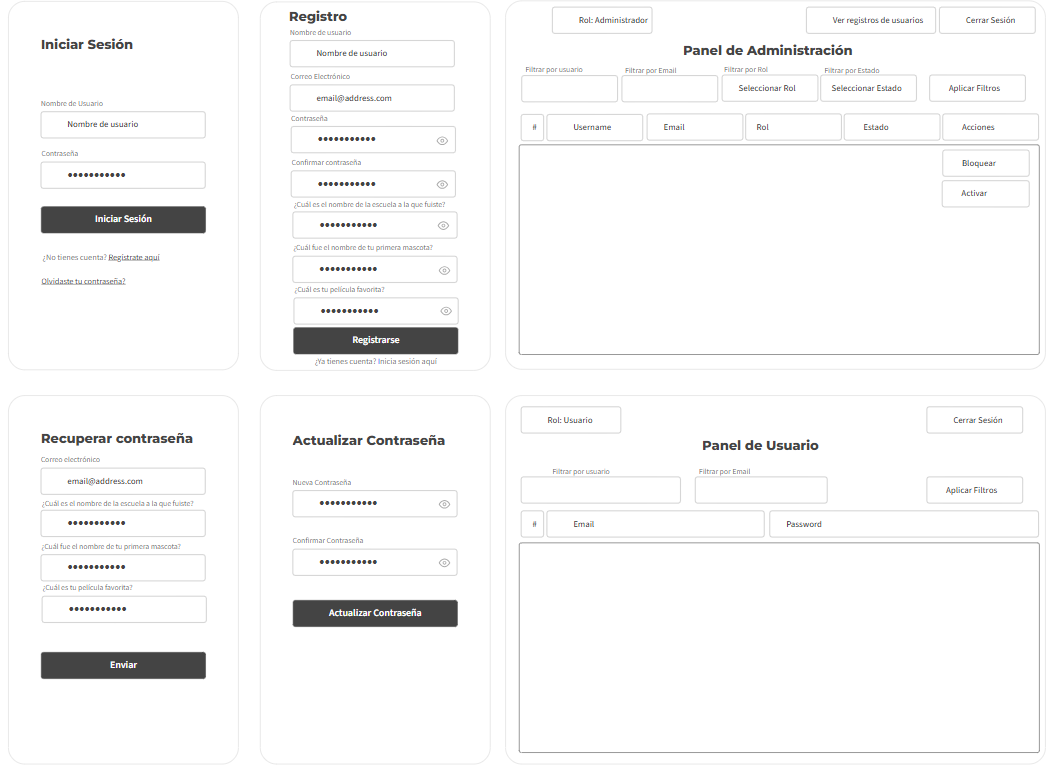 Iniciar Sesión
Nombre de Usuario
Nombre de usuario
Contraseña
•••••••••••
Iniciar Sesión
¿No tienes cuenta? Regístrate aquí
Olvidaste tu contraseña?
Registro
Nombre de usuario
Nombre de usuario
Correo Electrónico
email@address.com
Contraseña
•••••••••••
Confirmar contraseña
•••••••••••
¿Cuál es el nombre de la escuela a la que fuiste?
•••••••••••
¿Cuál fue el nombre de tu primera mascota?
•••••••••••
¿Cuál es tu película favorita?
•••••••••••
Registrarse
¿Ya tienes cuenta? Inicia sesión aquí
Rol: Administrador
Ver registros de usuarios
Cerrar Sesión
Panel de Administración
Filtrar por usuario
Filtrar por Email
Filtrar por Rol
Filtrar por Estado
Seleccionar Rol
Seleccionar Estado
Aplicar Filtros
#
Username
Email
Rol
Estado
Acciones
Bloquear
Activar
Recuperar contraseña
Correo electrónico
email@address.com
¿Cuál es el nombre de la escuela a la que fuiste?
•••••••••••
¿Cuál fue el nombre de tu primera mascota?
•••••••••••
¿Cuál es tu película favorita?
•••••••••••
Enviar
Actualizar Contraseña
Nueva Contraseña
•••••••••••
Confirmar Contraseña
•••••••••••
Actualizar Contraseña
Rol: Usuario
Cerrar Sesión
Panel de Usuario
Filtrar por usuario
Filtrar por Email
Aplicar Filtros
#
Email
Password